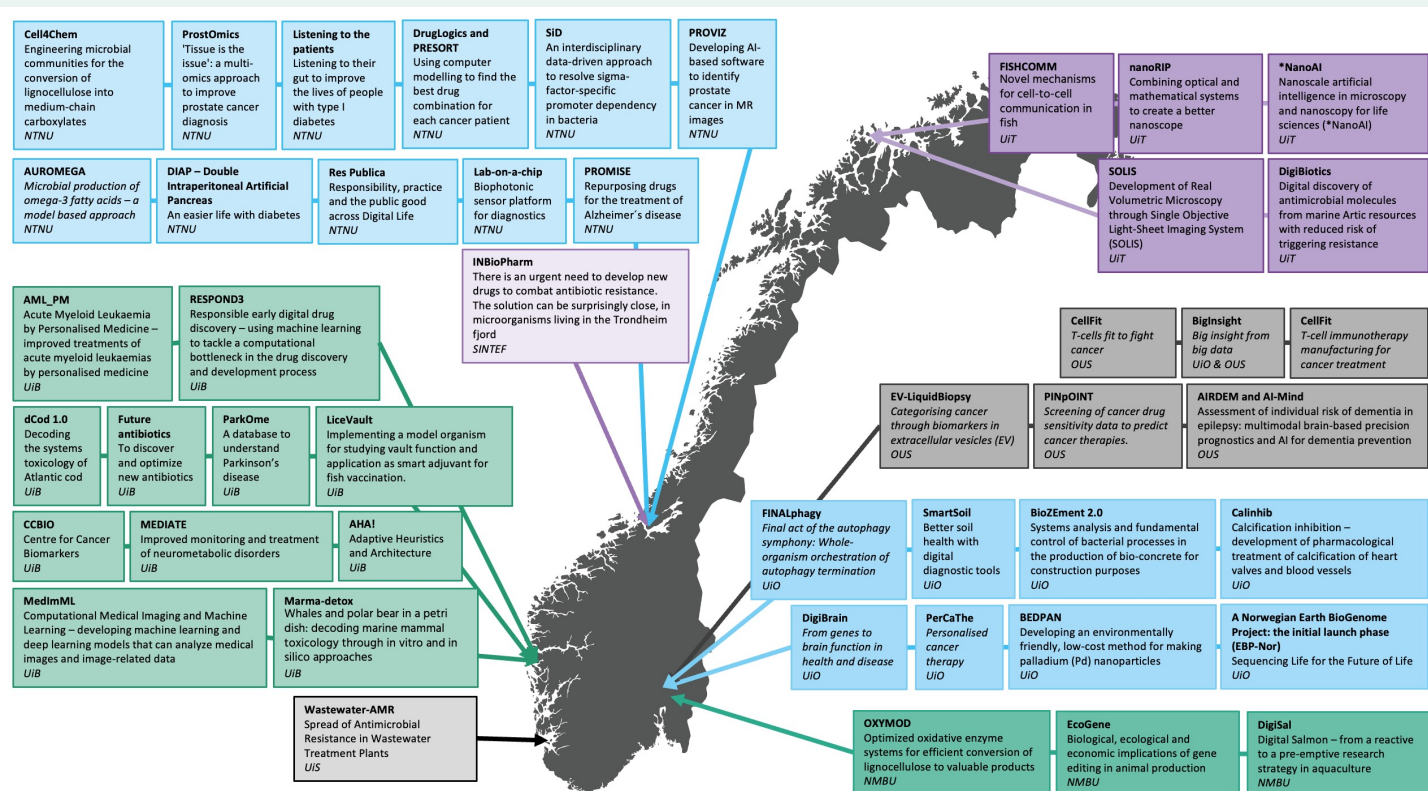 Cell4Chem
Engineering microbial
communities for the
conversion of
lignocellulose into
medium-chain
carboxylates
NTNU
ProstOmics
'Tissue is the
issue': a multi-
omics approach
to improve
prostate cancer
diagnosis
NTNU
Listening to the
patients
Listening to their
gut to improve
the lives of people
with type I
diabetes
NTNU
DrugLogics and
PRESORT
Using computer
modelling to find the
best drug
combination for
each cancer patient
NTNU
SiD
An interdisciplinary
data-driven approach
to resolve sigma-
factor-specific
promoter dependency
in bacteria
NTNU
PROVIZ
Developing AI-
based software
to identify
prostate
cancer in MR
images
NTNU
FISHCOMM
Novel mechanisms
for cell-to-cell
communication in
fish
UiT
nanoRIP
Combining optical and
mathematical systems
to create a better
nanoscope
UiT
*NanoAI
Nanoscale artificial
intelligence in microscopy
and nanoscopy for life
sciences (*NanoAI)
UiT
AUROMEGA
Microbial production of
omega-3 fatty acids – a
model based approach
NTNU
DIAP – Double
Intraperitoneal Artificial
Pancreas
An easier life with diabetes
NTNU
Res Publica
Responsibility, practice
and the public good
across Digital Life
NTNU
Lab-on-a-chip
Biophotonic
sensor platform
for diagnostics
NTNU
PROMISE
Repurposing drugs
for the treatment of
Alzheimer´s disease
NTNU
SOLIS
Development of Real
Volumetric Microscopy
through Single Objective
Light-Sheet Imaging System
(SOLIS)
UiT
DigiBiotics
Digital discovery of
antimicrobial molecules
from marine Artic resources
with reduced risk of
triggering resistance
UiT
INBioPharm
There is an urgent need to develop new
drugs to combat antibiotic resistance.
The solution can be surprisingly close, in
microorganisms living in the Trondheim
fjord
SINTEF
AML_PM
Acute Myeloid Leukaemia
by Personalised Medicine –
improved treatments of
acute myeloid leukaemias
by personalised medicine
UiB
RESPOND3
Responsible early digital drug
discovery – using machine learning
to tackle a computational
bottleneck in the drug discovery
and development process
UiB
CellFit
T-cells fit to fight
cancer
OUS
BigInsight
Big insight from
big data
UiO & OUS
CellFit
T-cell immunotherapy
manufacturing for
cancer treatment
OUS
EV-LiquidBiopsy
Categorising cancer
through biomarkers in
extracellular vesicles (EV)
OUS
PINpOINT
Screening of cancer drug
sensitivity data to predict
cancer therapies.
OUS
AIRDEM and AI-Mind
Assessment of individual risk of dementia in
epilepsy: multimodal brain-based precision
prognostics and AI for dementia prevention
OUS
dCod 1.0
Decoding
the systems
toxicology of
Atlantic cod
UiB
Future
antibiotics
To discover
and optimize
new antibiotics
UiB
ParkOme
A database to
understand
Parkinson's
disease
UiB
LiceVault
Implementing a model organism
for studying vault function and
application as smart adjuvant for
fish vaccination.
UiB
CCBIO
Centre for Cancer
Biomarkers
UiB
MEDIATE
Improved monitoring and treatment
of neurometabolic disorders
UiB
AHA!
Adaptive Heuristics
and Architecture
UiB
FINALphagy
Final act of the autophagy
symphony: Whole-
organism orchestration of
autophagy termination
UiO
SmartSoil
Better soil
health with
digital
diagnostic tools
UiO
BioZEment 2.0
Systems analysis and fundamental
control of bacterial processes in
the production of bio-concrete for
construction purposes
UiO
Calinhib
Calcification inhibition –
development of pharmacological
treatment of calcification of heart
valves and blood vessels
UiO
MedImML
Computational Medical Imaging and Machine
Learning – developing machine learning and
deep learning models that can analyze medical
images and image-related data
UiB
Marma-detox
Whales and polar bear in a petri
dish: decoding marine mammal
toxicology through in vitro and in
silico approaches
UiB
DigiBrain
From genes to
brain function in
health and disease
UiO
PerCaThe
Personalised
cancer
therapy
UiO
BEDPAN
Developing an environmentally
friendly, low-cost method for making
palladium (Pd) nanoparticles
UiO
A Norwegian Earth BioGenome
Project: the initial launch phase
(EBP-Nor)
Sequencing Life for the Future of Life
UiO
Wastewater-AMR
Spread of Antimicrobial
Resistance in Wastewater
Treatment Plants
UiS
OXYMOD
Optimized oxidative enzyme
systems for efficient conversion of
lignocellulose to valuable products
NMBU
EcoGene
Biological, ecological and
economic implications of gene
editing in animal production
NMBU
DigiSal
Digital Salmon – from a reactive
to a pre-emptive research
strategy in aquaculture
NMBU